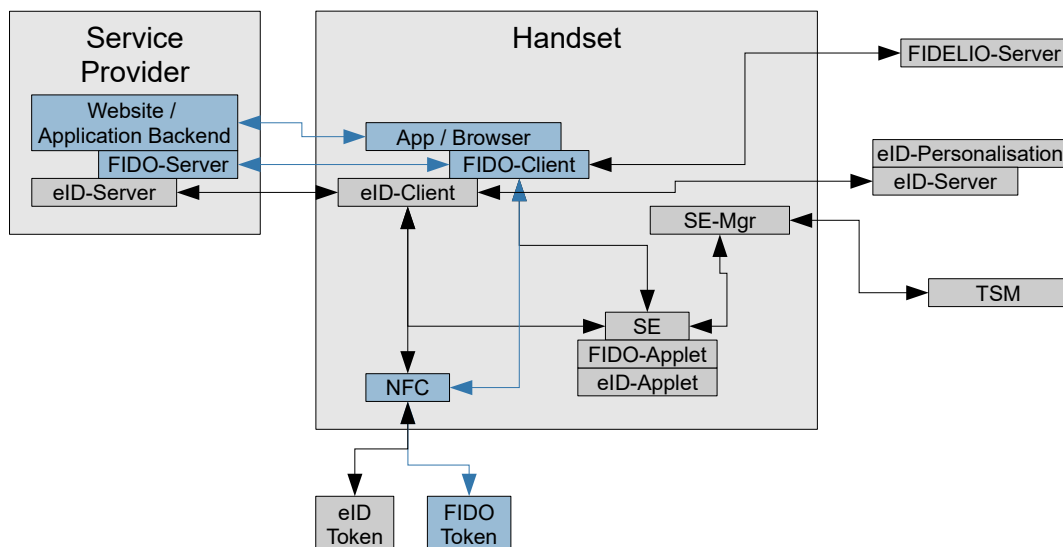 Service
Provider
Website /
Application Backend
FIDO-Server
eID-Server
Handset
App / Browser
FIDO-Client
eID-Client
SE-Mgr
SE
FIDO-Applet
eID-Applet
NFC
eID
Token
FIDO
Token
FIDELIO-Server
eID-Personalisation
eID-Server
TSM